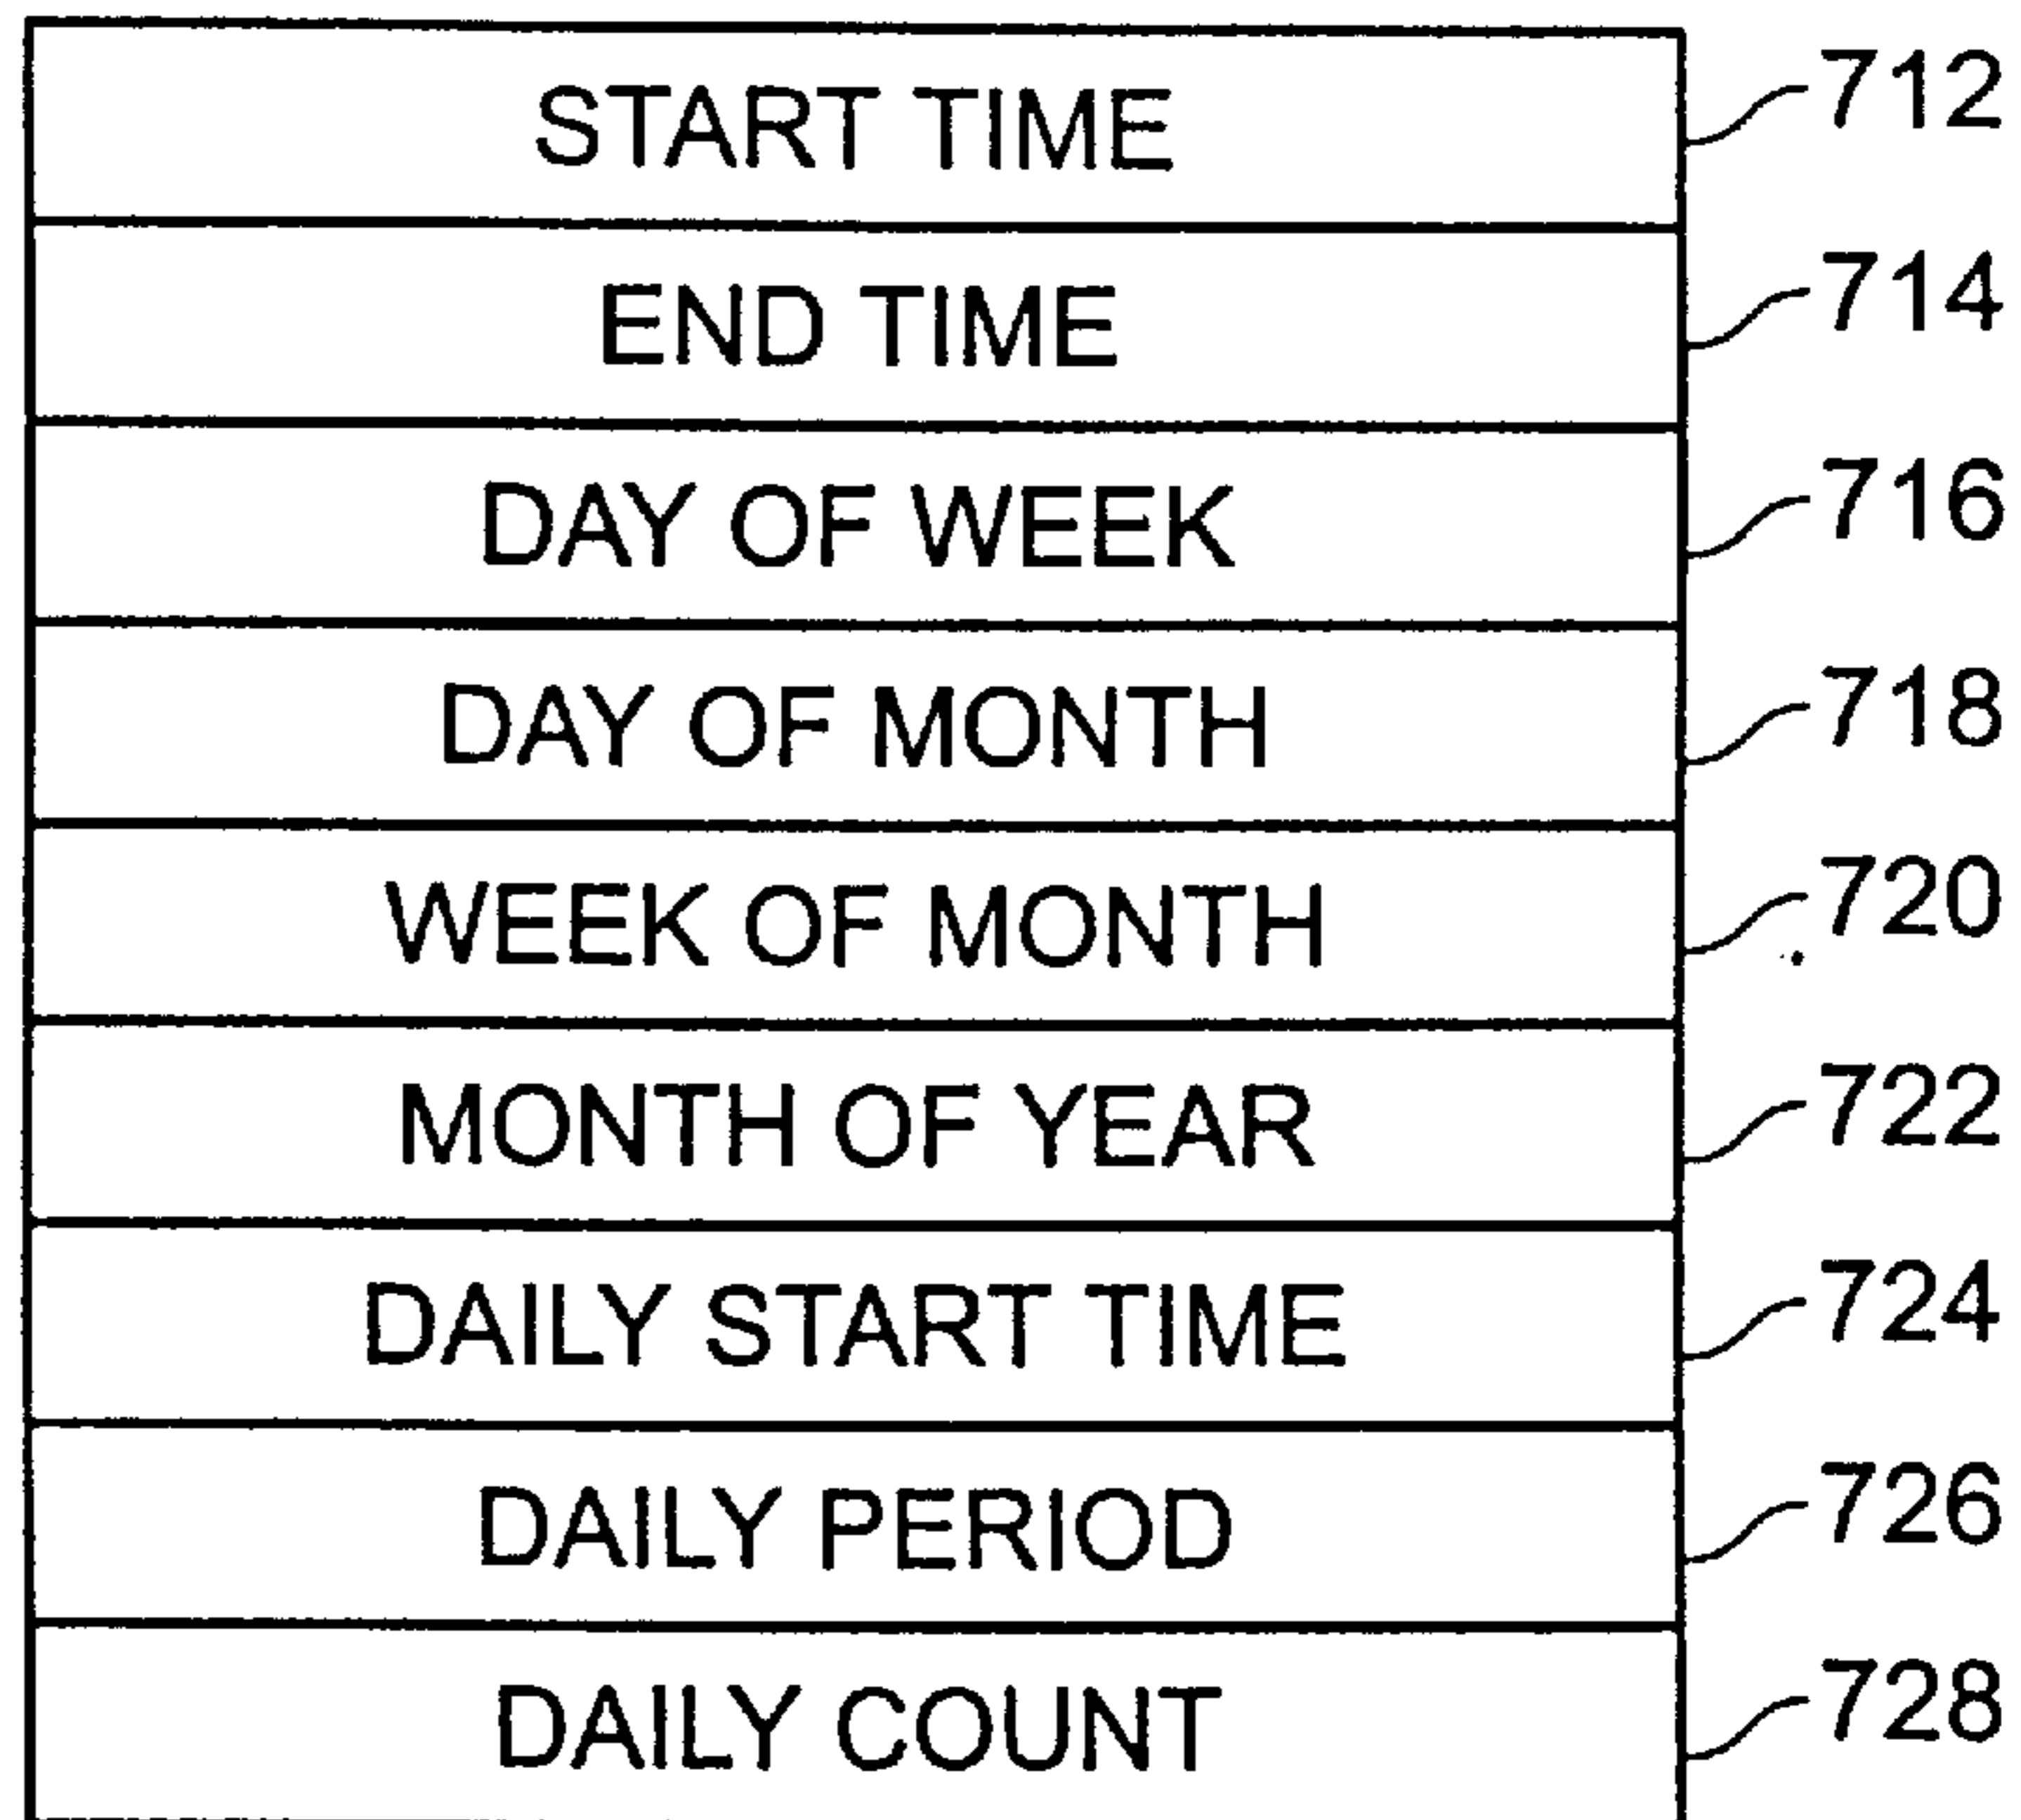 START TIME 712
END TIME 714
DAY OF WEEK 716
DAY OF MONTH 718
WEEK OF MONTH 720
MONTH OF YEAR 722
DAILY START TIME 724
DAILY PERIOD 726
DAILY COUNT 728